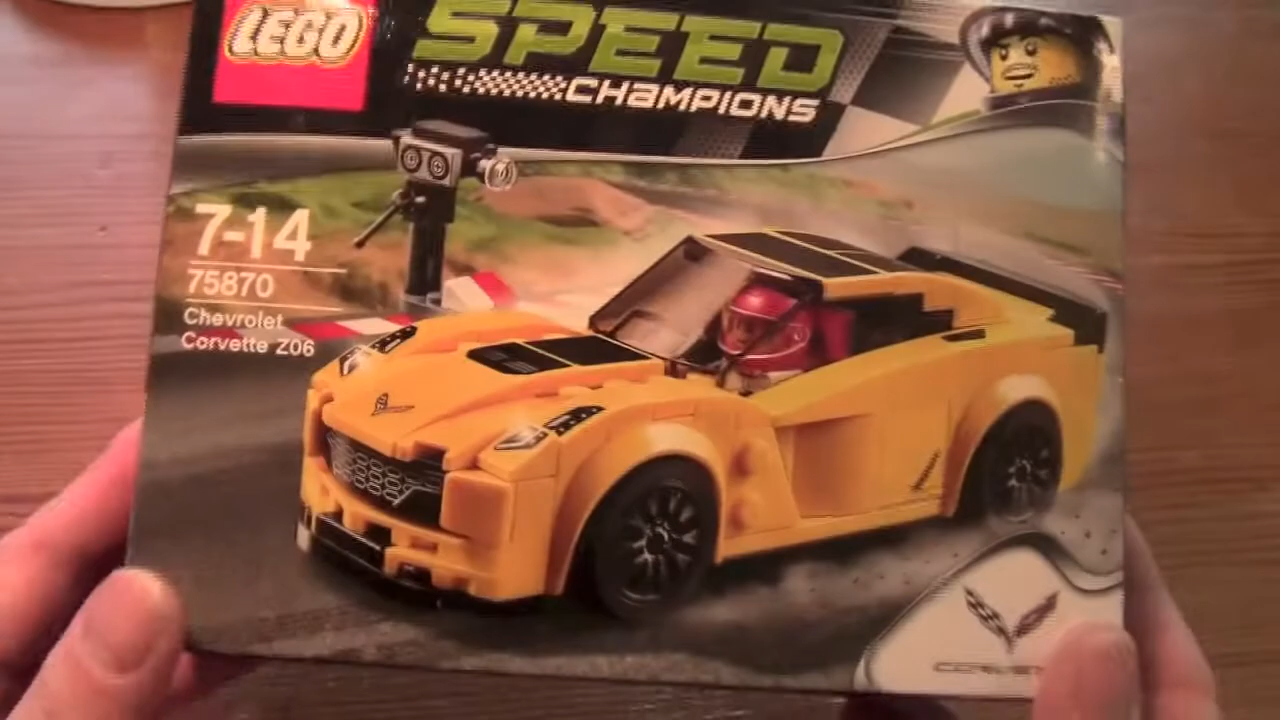 LEGO
SPEED
CHAMPIONS
7-14
75870
Chevrolet
Corvette Z06